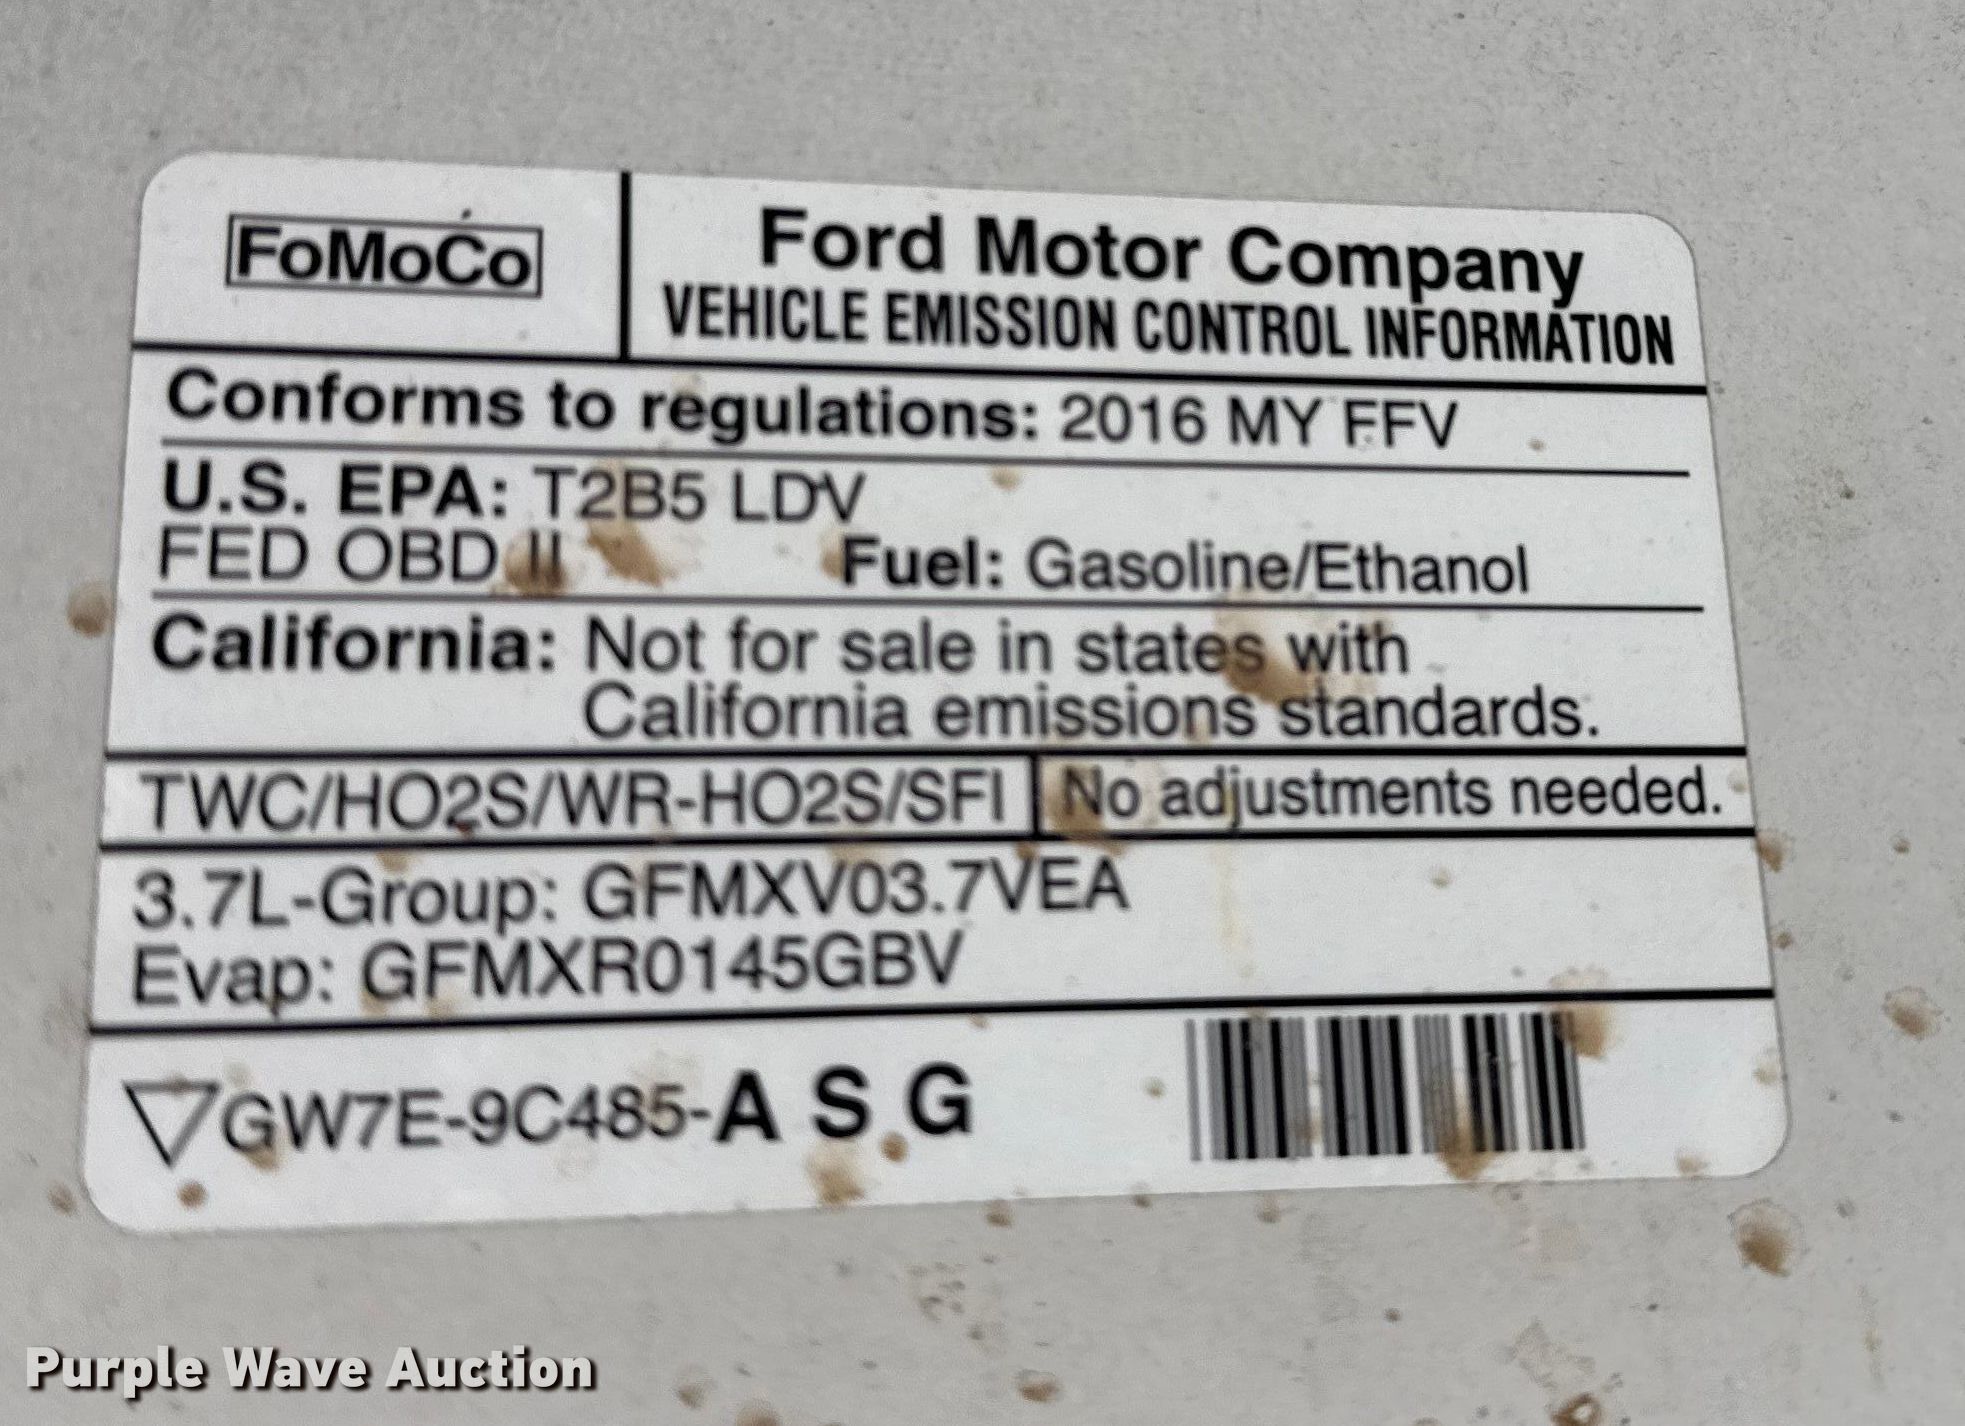 FoMoCo
Ford Motor Company
VEHICLE EMISSION CONTROL INFORMATION
Conforms to regulations: 2016 MY FFV
U.S. EPA: T2B5 LDV
FED OBD II Fuel: Gasoline/Ethanol
California: Not for sale in states with
California emissions standards.
TWC/HO2S/WR-HO2S/SFI No adjustments needed.
3.7L-Group: GFMXV03.7VEA
Evap: GFMXR0145GBV
GW7E-9C485-A S G
Purple Wave Auction